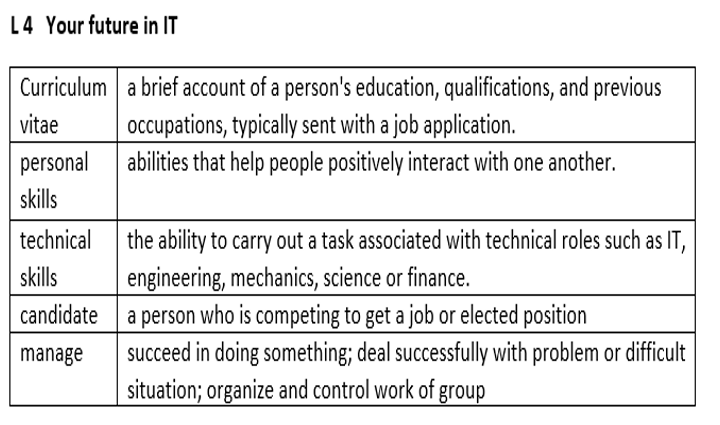 L 4 Your future in IT
Curriculum vitae
a brief account of a person's education, qualifications, and previous
occupations, typically sent with a job application.
personal skills
abilities that help people positively interact with one another.
technical skills
the ability to carry out a task associated with technical roles such as IT,
engineering, mechanics, science or finance.
candidate
a person who is competing to get a job or elected position
manage
succeed in doing something; deal successfully with problem or difficult
situation; organize and control work of group